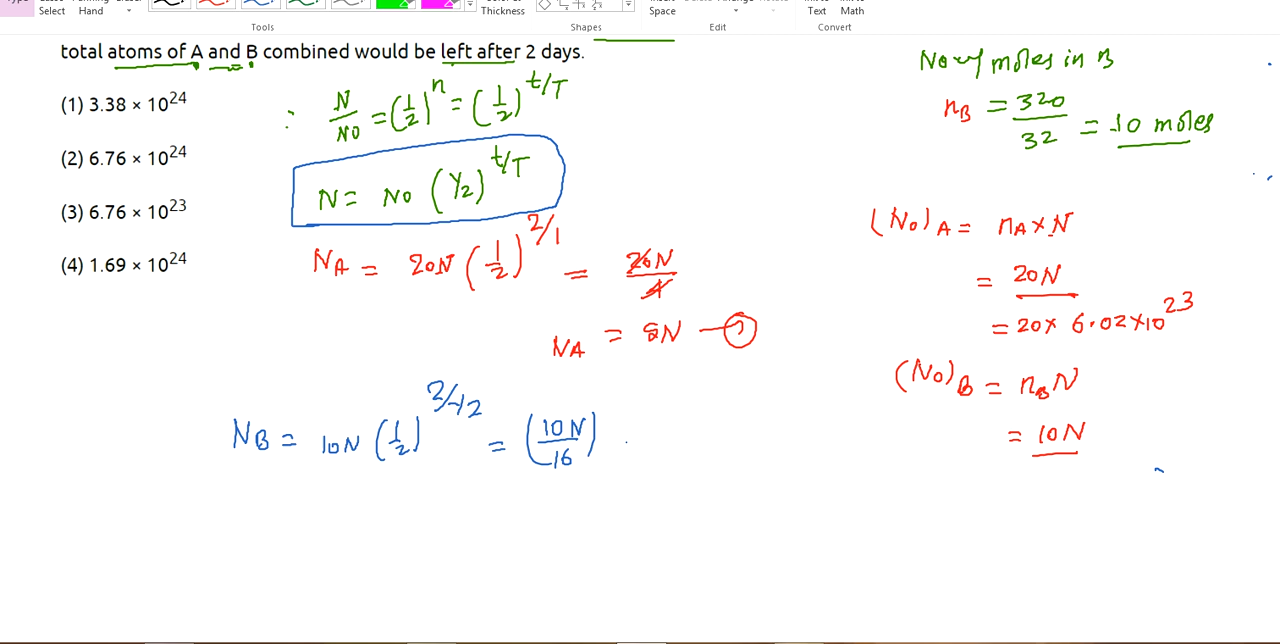 Select
Hand
Thickness
Space
Text
Math
Tools
Shapes
Edit
Convert
total atoms of A and B combined would be left after 2 days.
(1) 3.38 × 10^24
(2) 6.76 × 10^24
(3) 6.76 × 10^23
(4) 1.69 × 10^24
∴ N/N0 = (1/2)^n = (1/2)^t/T
N = N0 (1/2)^t/T
NA = 20N (1/2)^2/1 = 20N/4
NA = 5N
NB = 10N (1/2)^2/1/2 = (10N/16)
No of moles in B
nB = 320/32 = 10 moles
(N0)A = nA × N
= 20N
= 20 × 6.02 × 10^23
(N0)B = nB N
= 10N